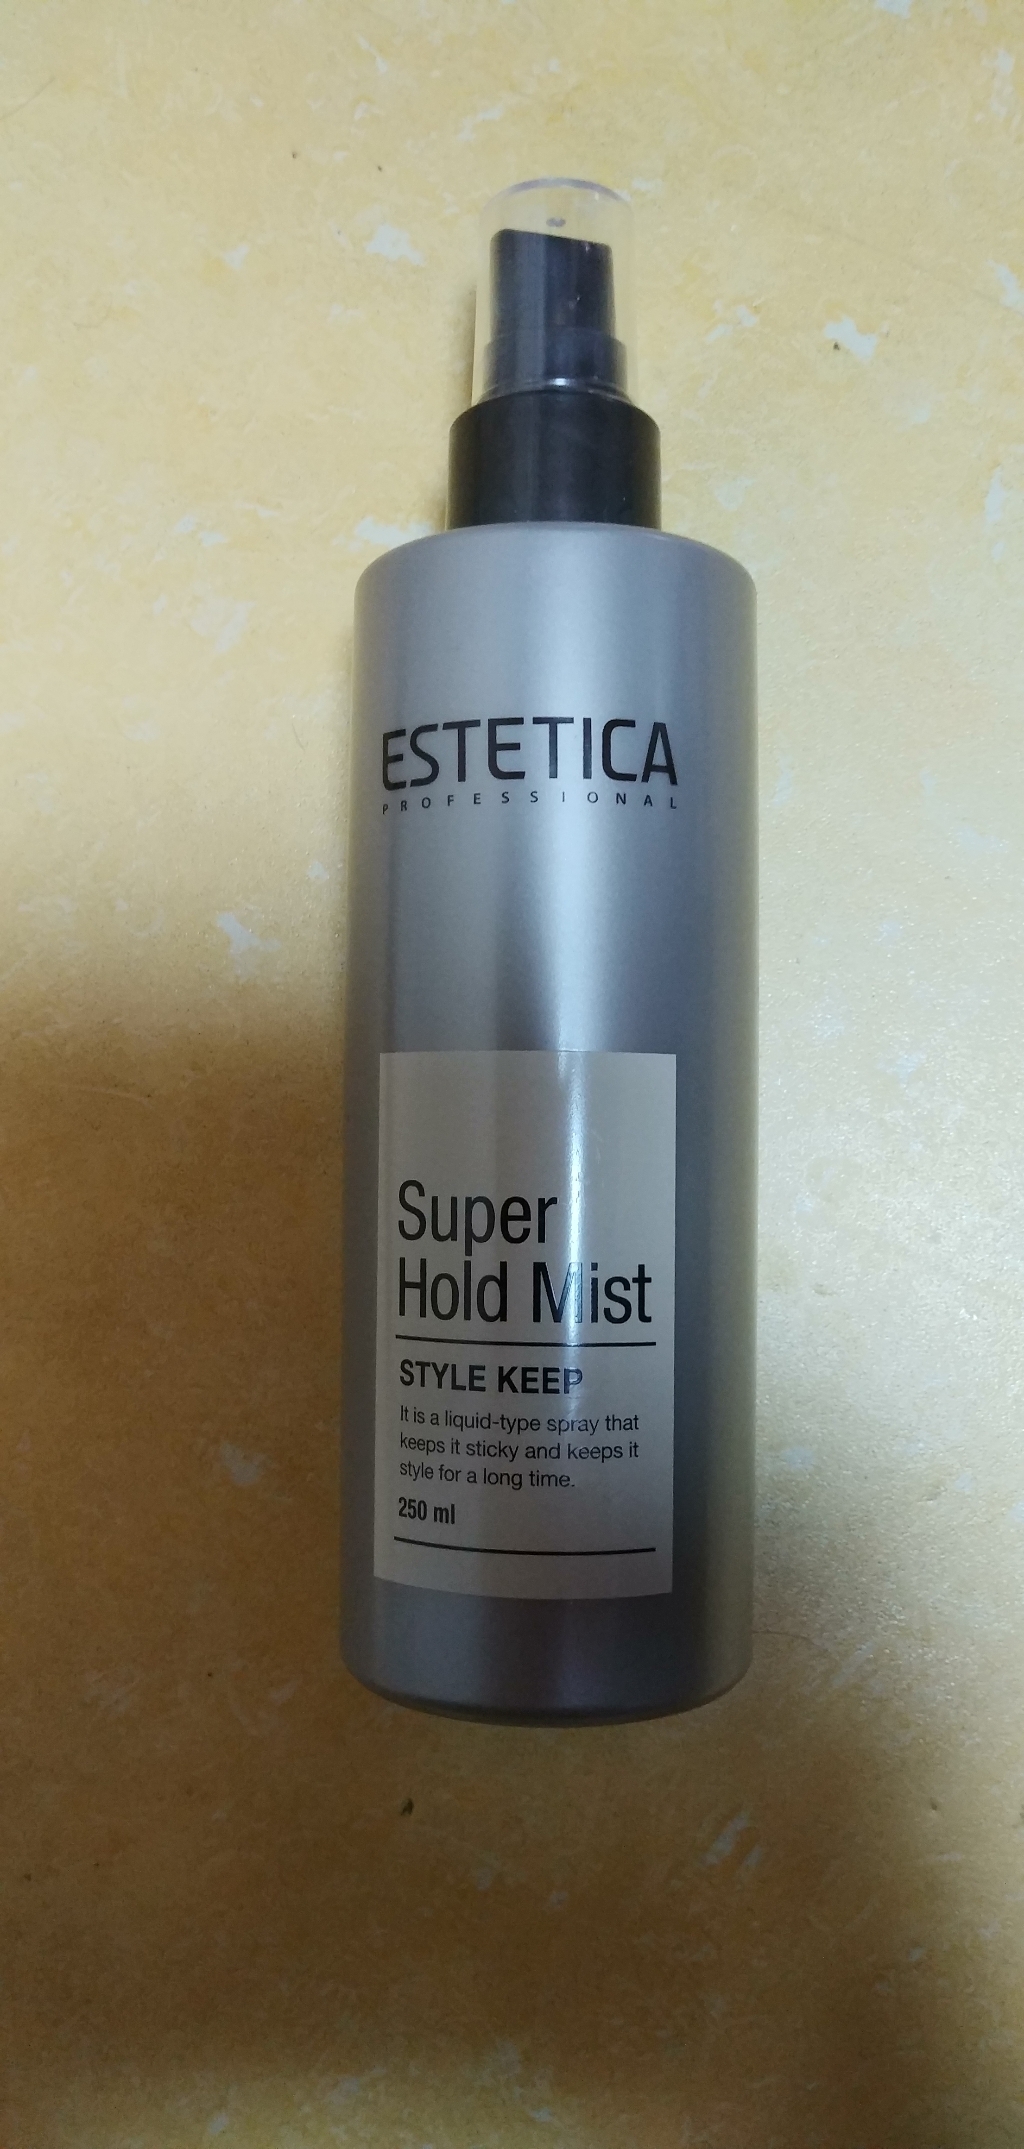 ESTETICA
PROFESSIONAL
Super
Hold Mist
STYLE KEEP
It is a liquid-type spray that
keeps it sticky and keeps it
style for a long time.
250 ml